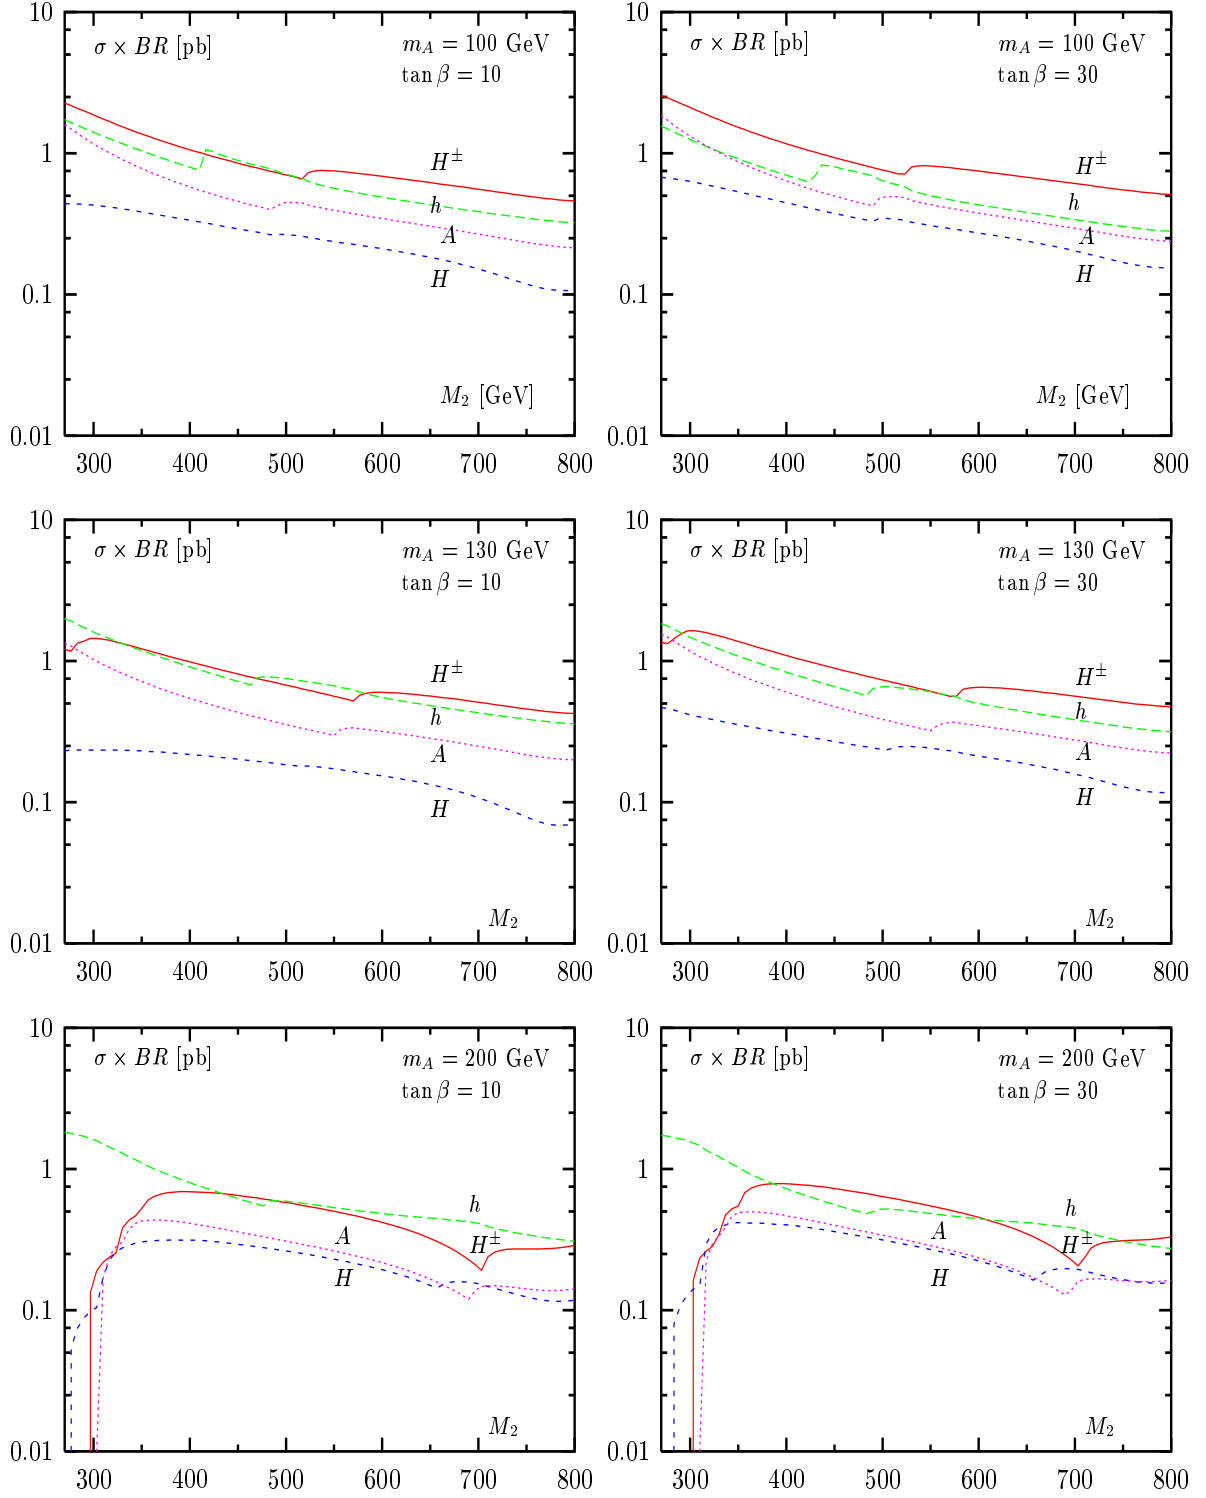 10
σ × BR [pb]
m_A = 100 GeV
tan β = 10
1
H^±
h
A
H
0.1
M_2 [GeV]
0.01
300 400 500 600 700 800
10
σ × BR [pb]
m_A = 100 GeV
tan β = 30
1
H^±
h
A
H
0.1
M_2 [GeV]
0.01
300 400 500 600 700 800
10
σ × BR [pb]
m_A = 130 GeV
tan β = 10
1
H^±
h
A
H
0.1
M_2
0.01
300 400 500 600 700 800
10
σ × BR [pb]
m_A = 130 GeV
tan β = 30
1
H^±
h
A
H
0.1
M_2
0.01
300 400 500 600 700 800
10
σ × BR [pb]
m_A = 200 GeV
tan β = 10
1
h
A
H^±
H
0.1
M_2
0.01
300 400 500 600 700 800
10
σ × BR [pb]
m_A = 200 GeV
tan β = 30
1
h
A
H^±
H
0.1
M_2
0.01
300 400 500 600 700 800